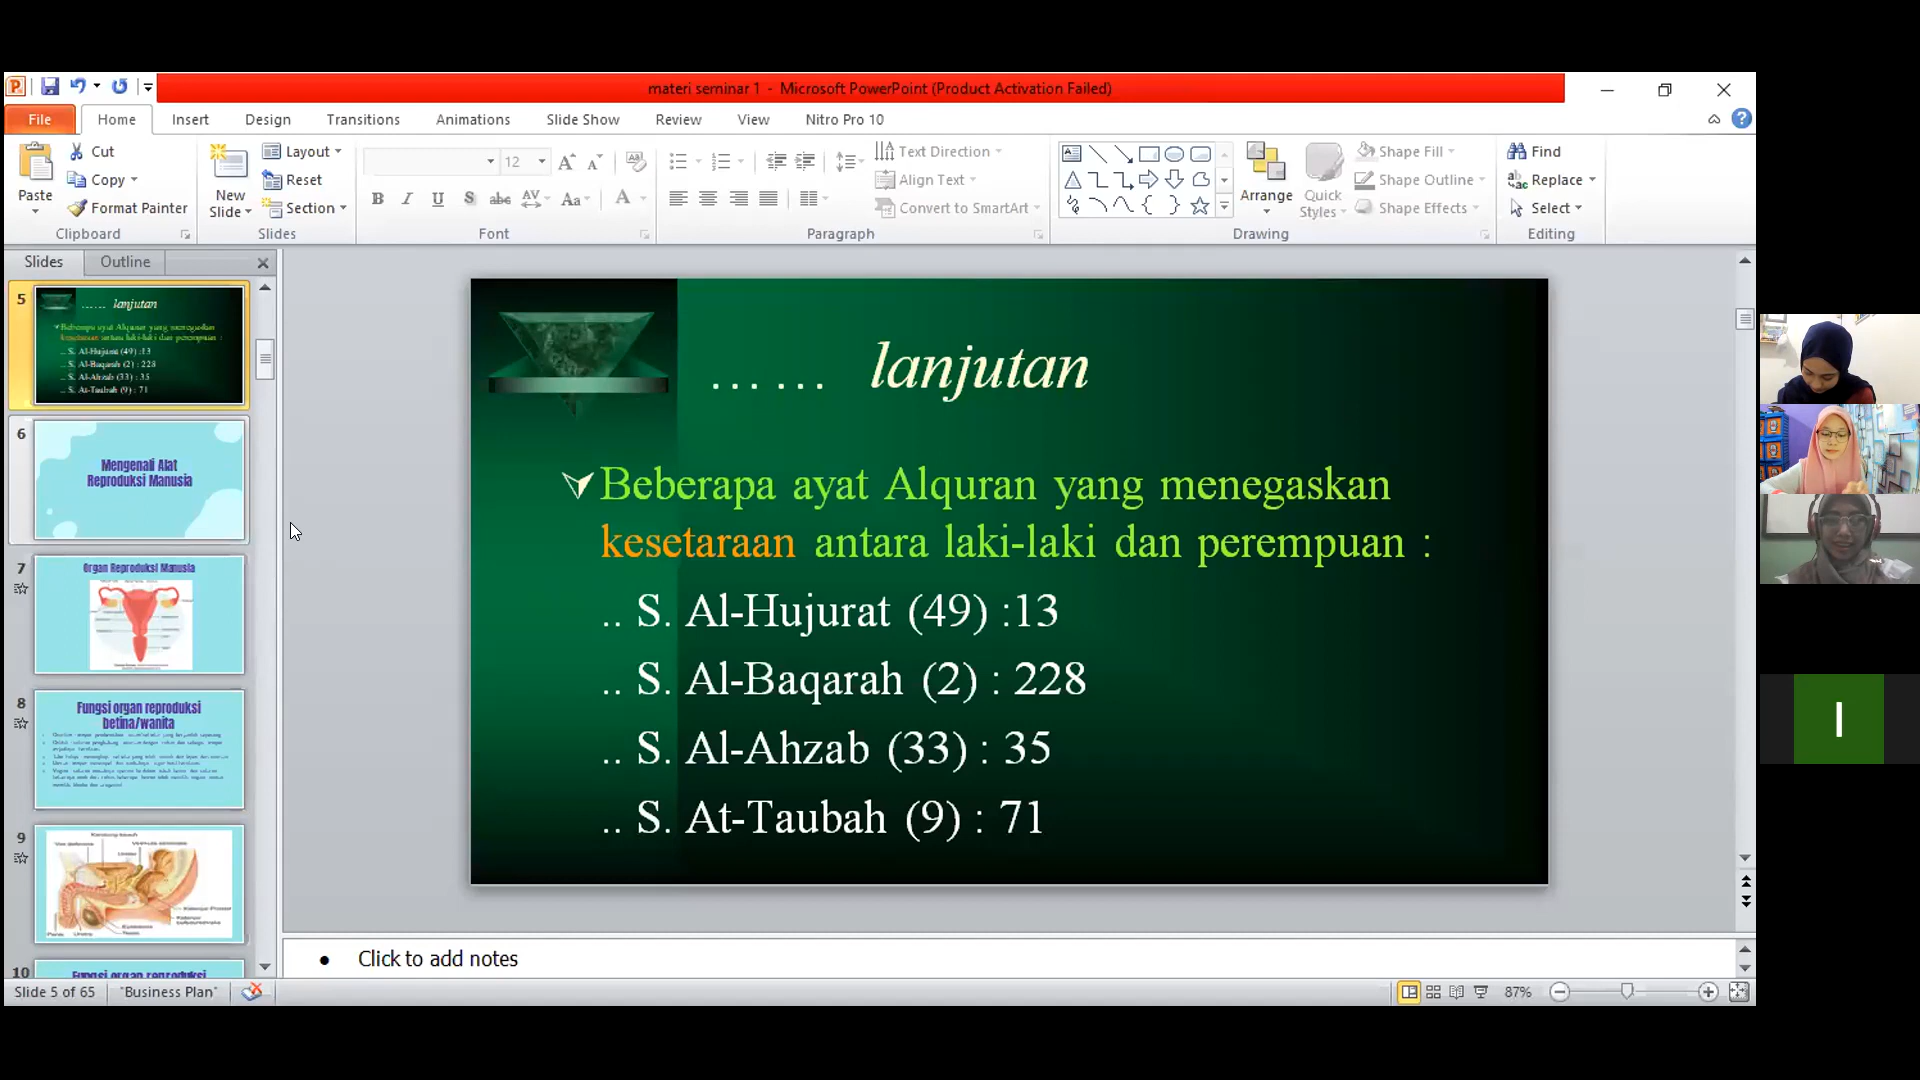 materi seminar 1 - Microsoft PowerPoint (Product Activation Failed)
File Home Insert Design Transitions Animations Slide Show Review View Nitro Pro 10
Paste
Cut
Copy
Format Painter
Clipboard
New Slide
Layout
Reset
Section
Slides
12
Font
Paragraph
Text Direction
Align Text
Convert to SmartArt
Arrange
Quick Styles
Shape Fill
Shape Outline
Shape Effects
Drawing
Find
Replace
Select
Editing
Slides Outline
5
...... lanjutan
Beberapa ayat Alquran yang menegaskan
kesetaraan antara laki-laki dan perempuan :
.. S. Al-Hujurat (49) :13
.. S. Al-Baqarah (2) : 228
.. S. Al-Ahzab (33) : 35
.. S. At-Taubah (9) : 71
6
Mengenali Alat
Reproduksi Manusia
7
Organ Reproduksi Manusia
8
Fungsi organ reproduksi
betina/wanita
9
10
Fungsi organ reproduksi
...... lanjutan
Beberapa ayat Alquran yang menegaskan
kesetaraan antara laki-laki dan perempuan :
.. S. Al-Hujurat (49) :13
.. S. Al-Baqarah (2) : 228
.. S. Al-Ahzab (33) : 35
.. S. At-Taubah (9) : 71
Click to add notes
Slide 5 of 65 "Business Plan" 87%
I